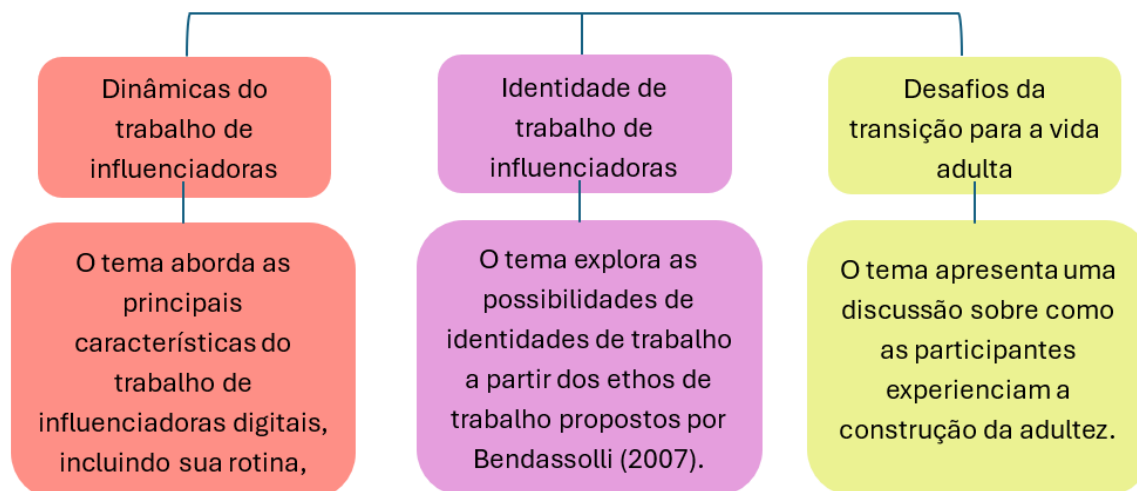 Dinâmicas do
trabalho de
influenciadoras
Identidade de
trabalho de
influenciadoras
Desafios da
transição para a vida
adulta
O tema aborda as
principais
características do
trabalho de
influenciadoras digitais,
incluindo sua rotina,
O tema explora as
possibilidades de
identidades de trabalho
a partir dos ethos de
trabalho propostos por
Bendassolli (2007).
O tema apresenta uma
discussão sobre como
as participantes
experienciam a
construção da adultez.